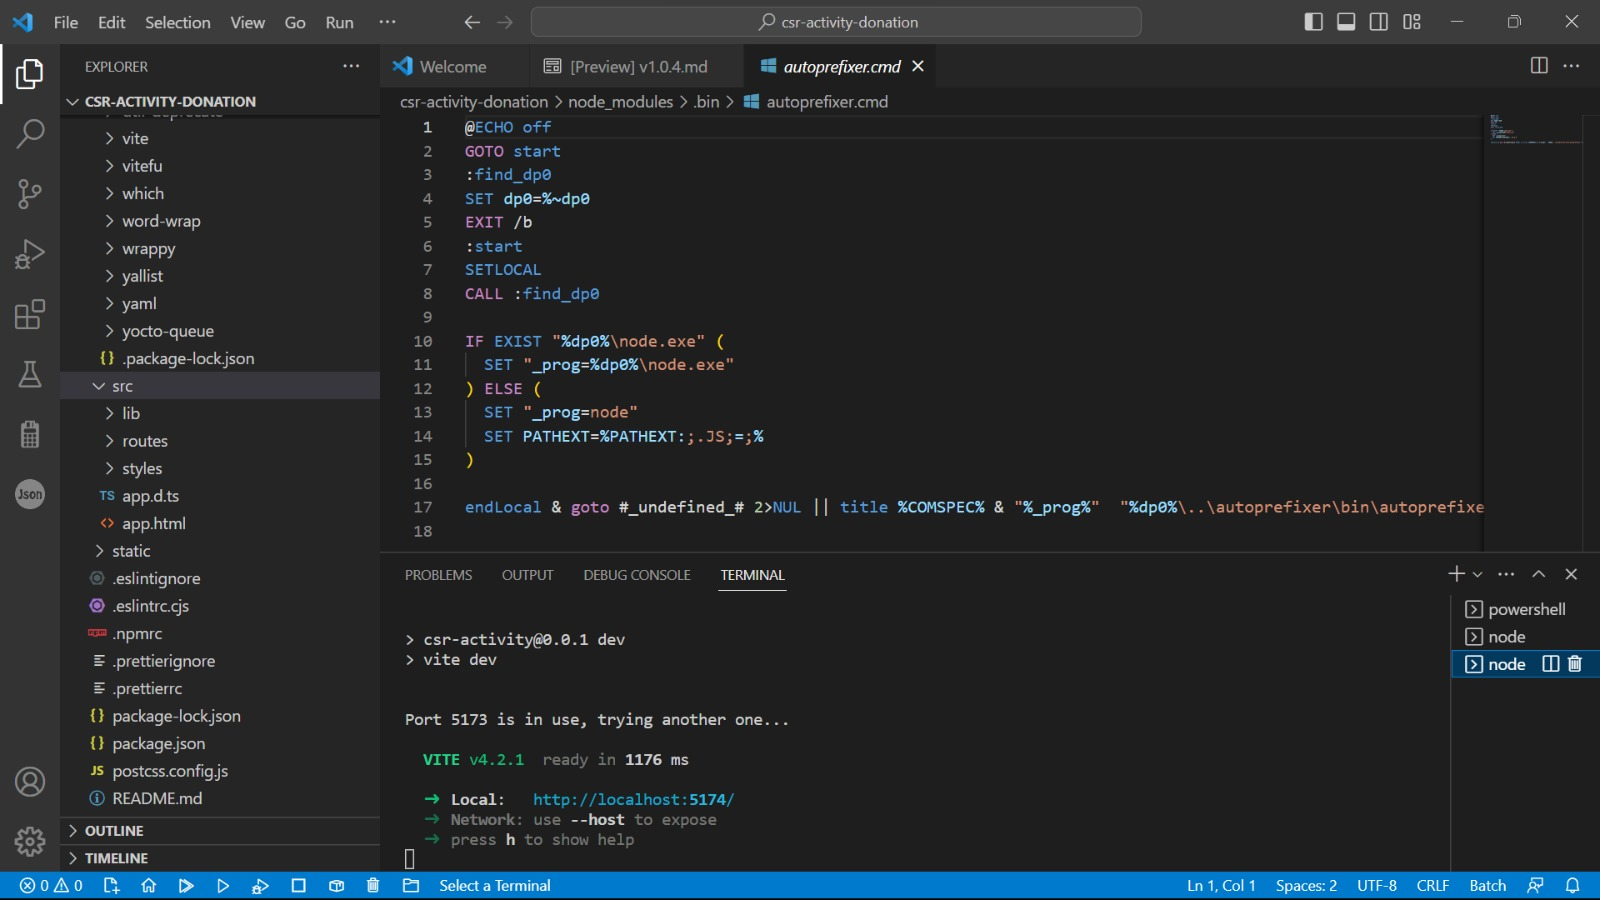 File Edit Selection View Go Run ···
csr-activity-donation
EXPLORER
Welcome
[Preview] v1.0.4.md
autoprefixer.cmd
CSR-ACTIVITY-DONATION
csr-activity-donation > node_modules > .bin > autoprefixer.cmd
vite
vitefu
which
word-wrap
wrappy
yallist
yaml
yocto-queue
{} .package-lock.json
src
lib
routes
styles
TS app.d.ts
<> app.html
static
.eslintignore
.eslintrc.cjs
npm .npmrc
.prettierignore
.prettierrc
{} package-lock.json
{} package.json
JS postcss.config.js
README.md
OUTLINE
TIMELINE
Json
1 @ECHO off
2 GOTO start
3 :find_dp0
4 SET dp0=%~dp0
5 EXIT /b
6 :start
7 SETLOCAL
8 CALL :find_dp0
9
10 IF EXIST "%dp0%\node.exe" (
11 SET "_prog=%dp0%\node.exe"
12 ) ELSE (
13 SET "_prog=node"
14 SET PATHEXT=%PATHEXT:;.JS;=;%
15 )
16
17 endLocal & goto #_undefined_# 2>NUL || title %COMSPEC% & "%_prog%"  "%dp0%\..\autoprefixer\bin\autoprefixe
18
PROBLEMS OUTPUT DEBUG CONSOLE TERMINAL
> csr-activity@0.0.1 dev
> vite dev
Port 5173 is in use, trying another one...
VITE v4.2.1 ready in 1176 ms
➜ Local: http://localhost:5174/
➜ Network: use --host to expose
➜ press h to show help
powershell
node
node
0 0 Select a Terminal
Ln 1, Col 1 Spaces: 2 UTF-8 CRLF Batch